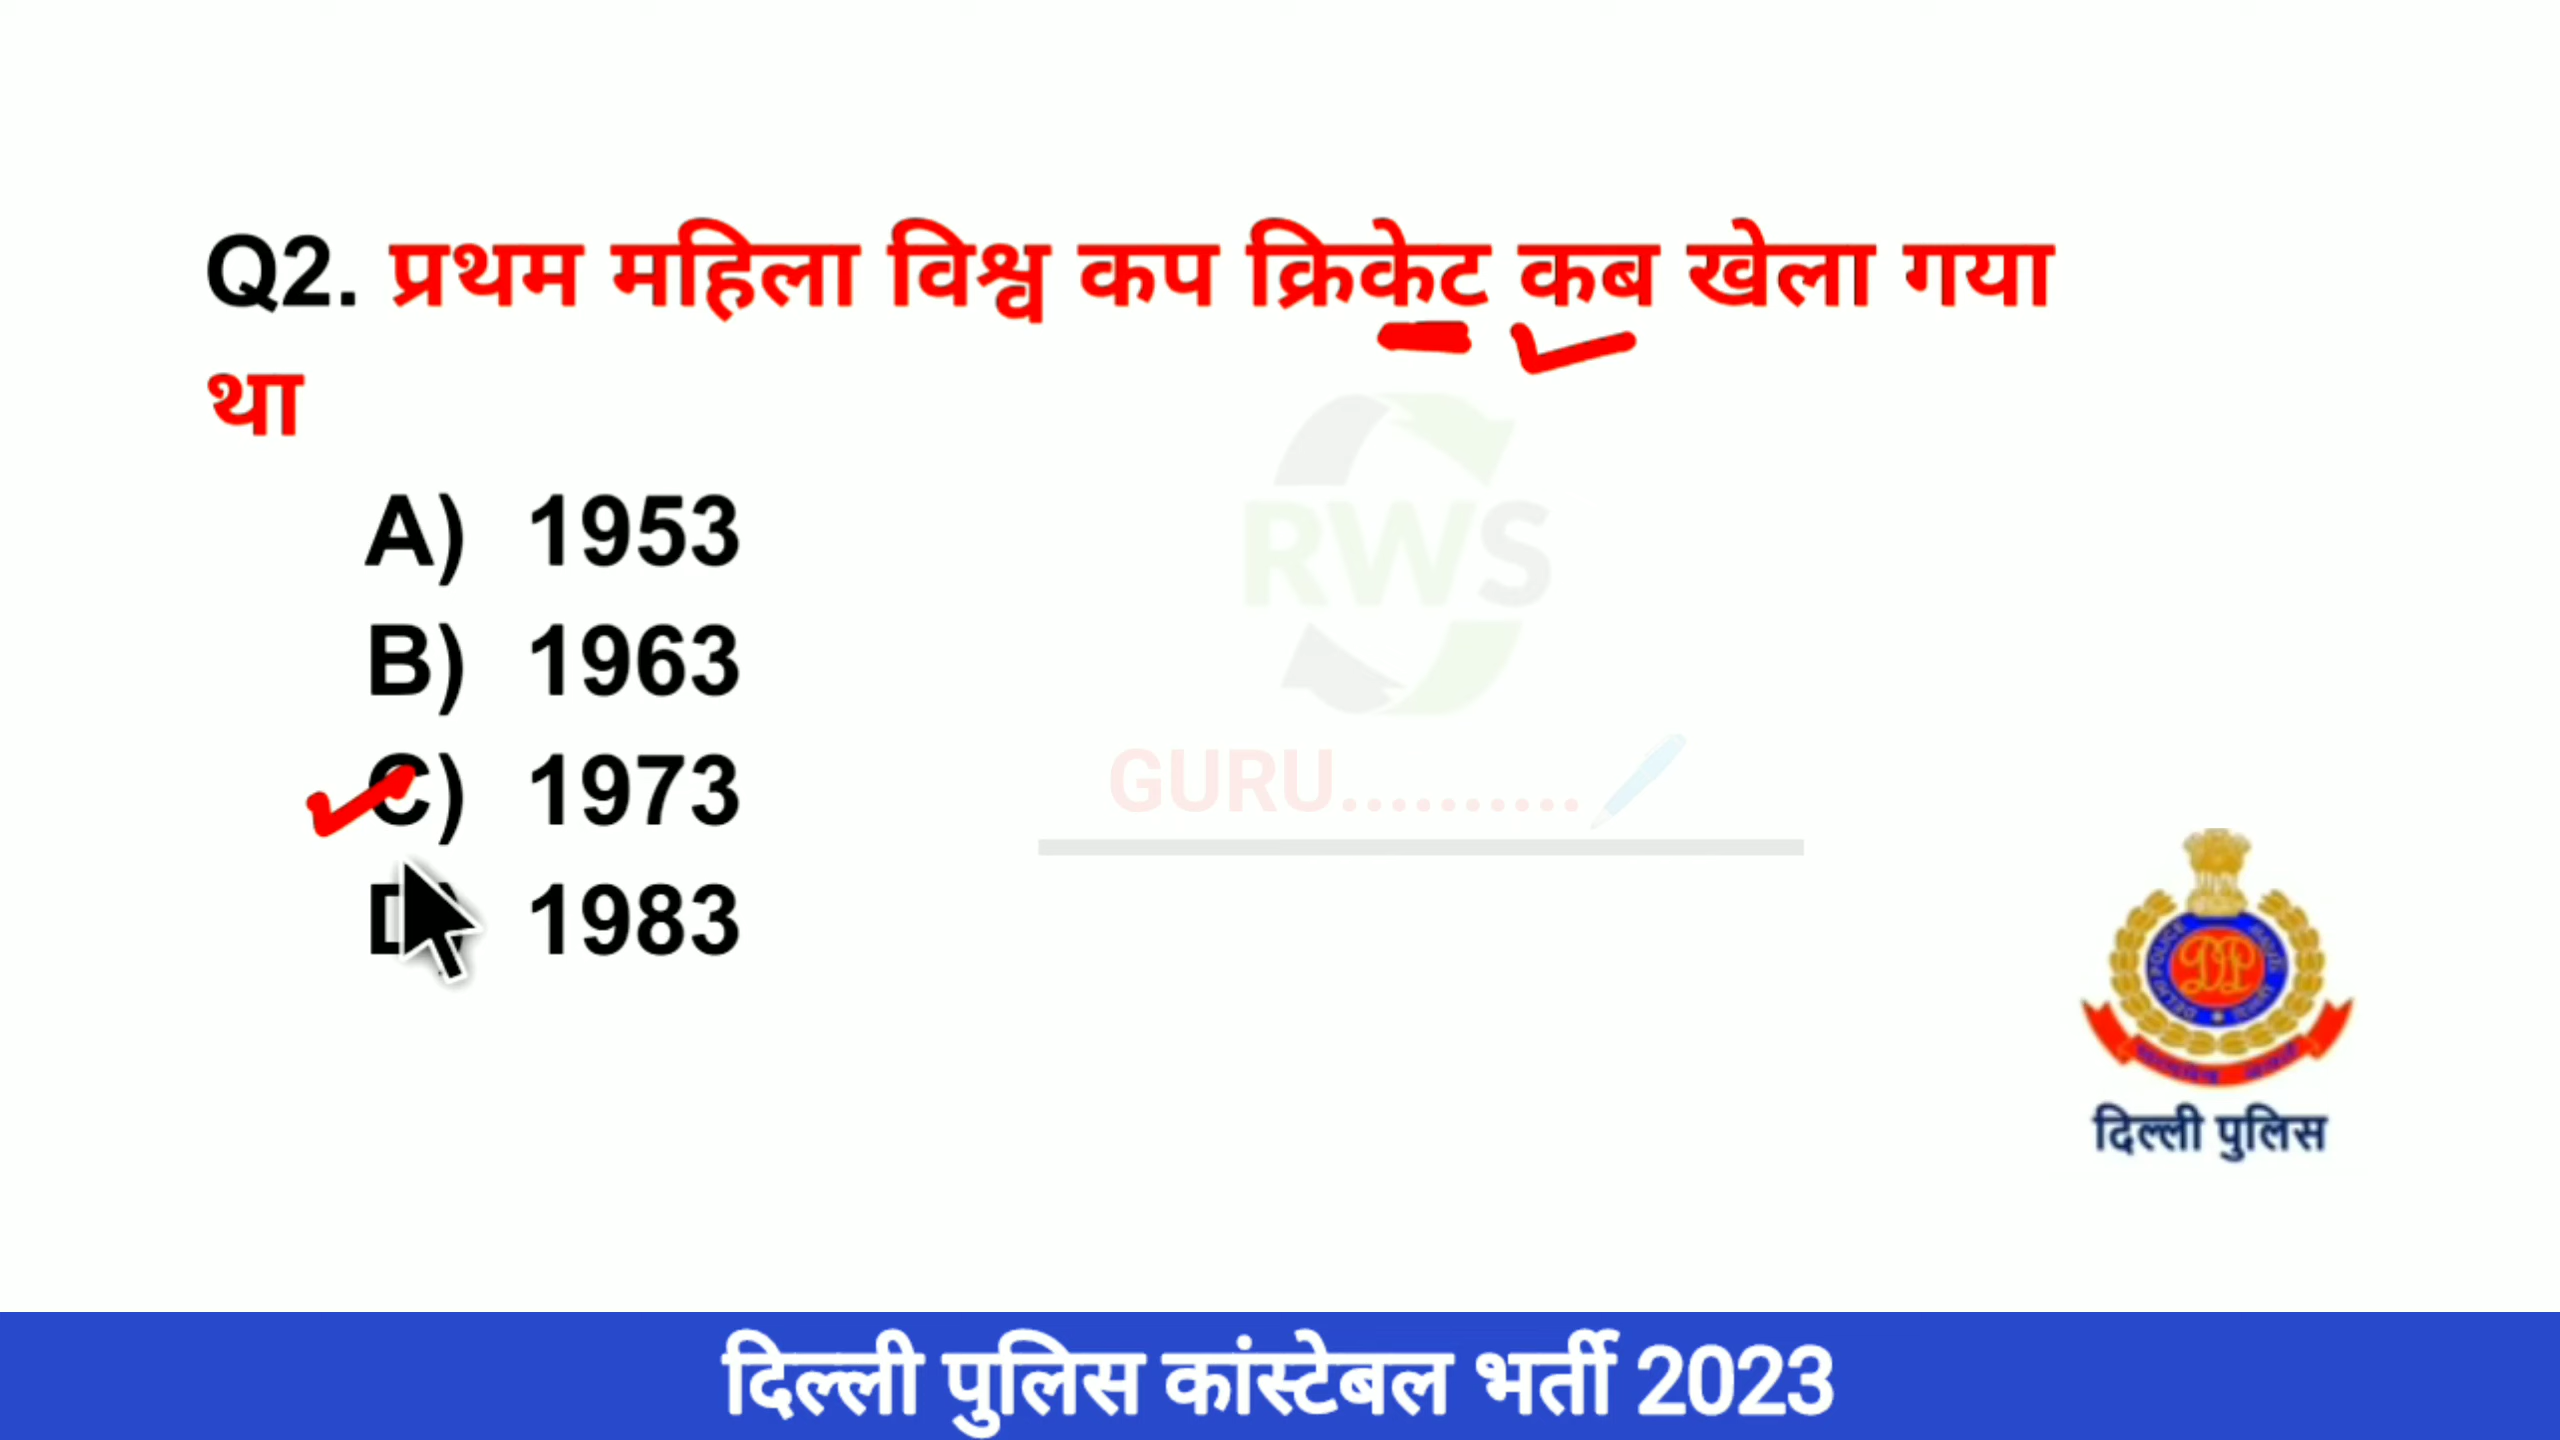 Q2. प्रथम महिला विश्व कप क्रिकेट कब खेला गया
था
A) 1953
B) 1963
C) 1973
D) 1983
RWS
GURU..........
दिल्ली पुलिस
दिल्ली पुलिस कांस्टेबल भर्ती 2023